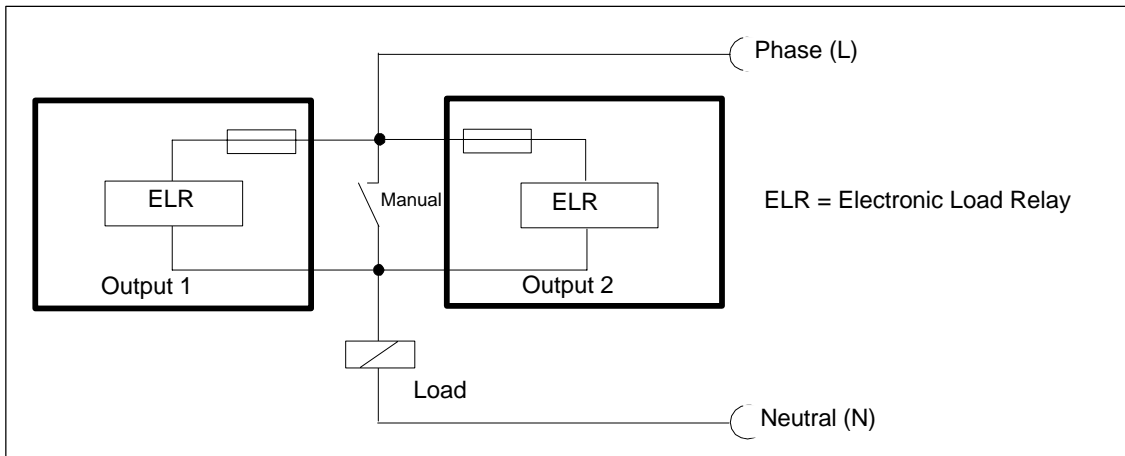 Phase (L)
ELR
Manual
ELR
ELR = Electronic Load Relay
Output 1
Output 2
Load
Neutral (N)